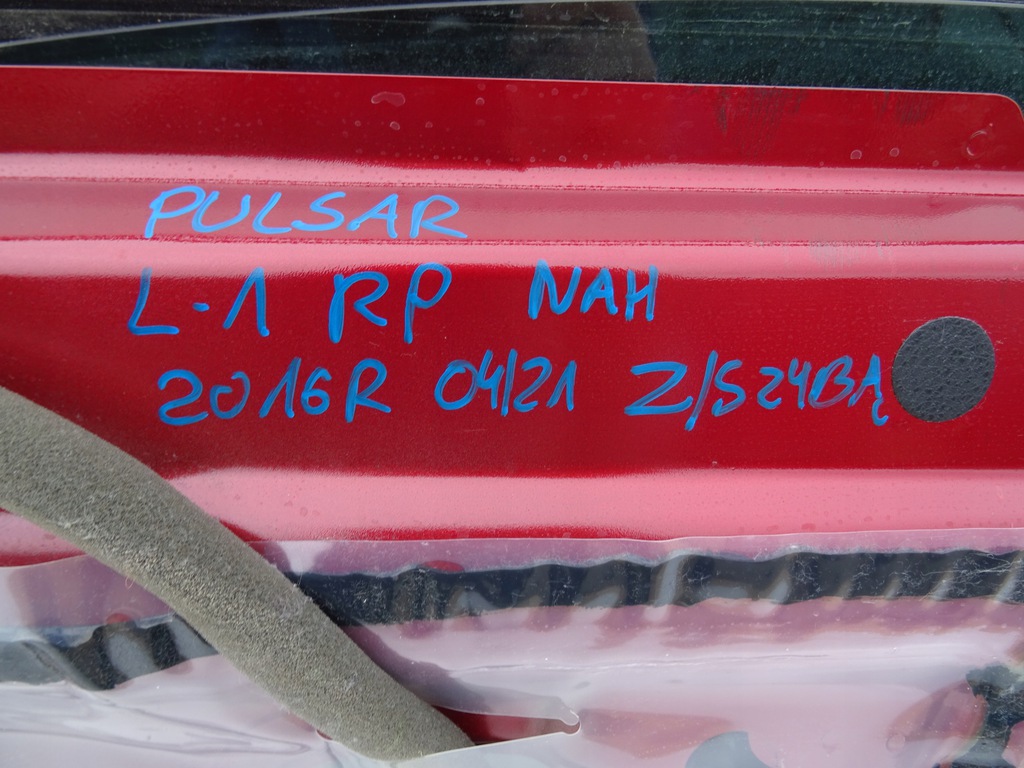 PULSAR
L-1 RP NAH
2016R 04/21 Z/S24BĄ